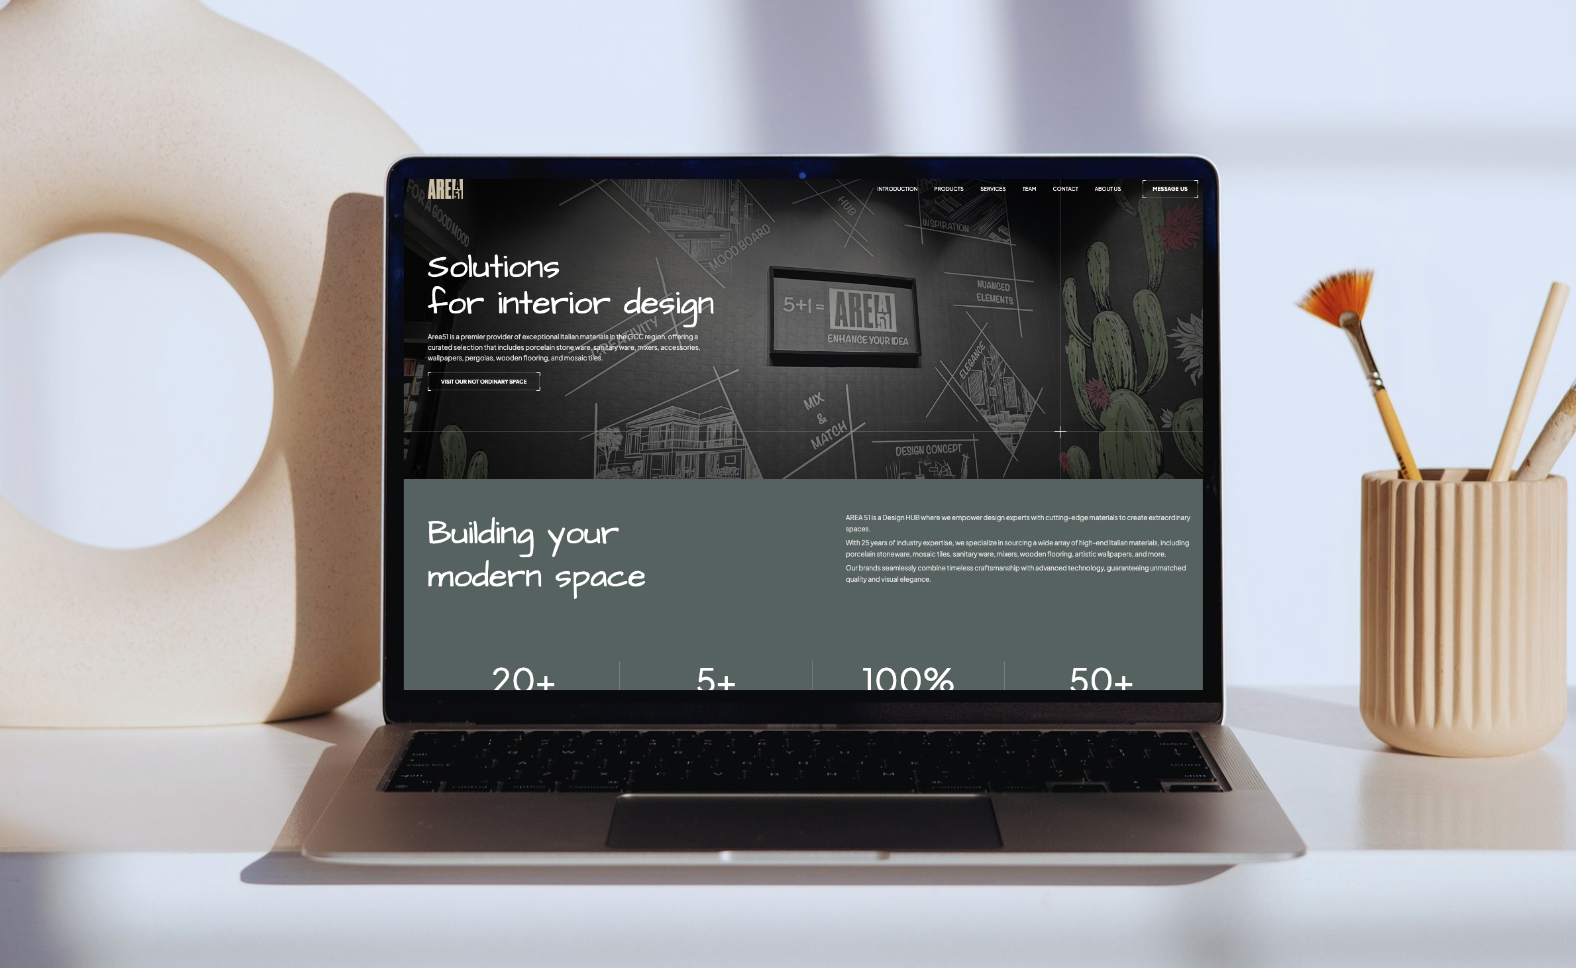 AREA 51
INTRODUCTION PRODUCTS SERVICES TEAM CONTACT ABOUT US MESSAGE US
FOR A GOOD MOOD
MOOD BOARD
HUB
INSPIRATION
Solutions
for interior design
Area51 is a premier provider of exceptional Italian materials in the GCC region, offering a
curated selection that includes porcelain stoneware, sanitary ware, mixers, accessories,
wallpapers, pergolas, wooden flooring, and mosaic tiles.
VISIT OUR NOT ORDINARY SPACE
CREATIVITY
5+1=
AREA 51
ENHANCE YOUR IDEA
NUANCED
ELEMENTS
ELEGANCE
MIX
&
MATCH
DESIGN CONCEPT
Building your
modern space
AREA 51 is a Design HUB where we empower design experts with cutting-edge materials to create extraordinary
spaces.
With 25 years of industry expertise, we specialize in sourcing a wide array of high-end Italian materials, including
porcelain stoneware, mosaic tiles, sanitary ware, mixers, wooden flooring, artistic wallpapers, and more.
Our brands seamlessly combine timeless craftsmanship with advanced technology, guaranteeing unmatched
quality and visual elegance.
20+ 5+ 100% 50+